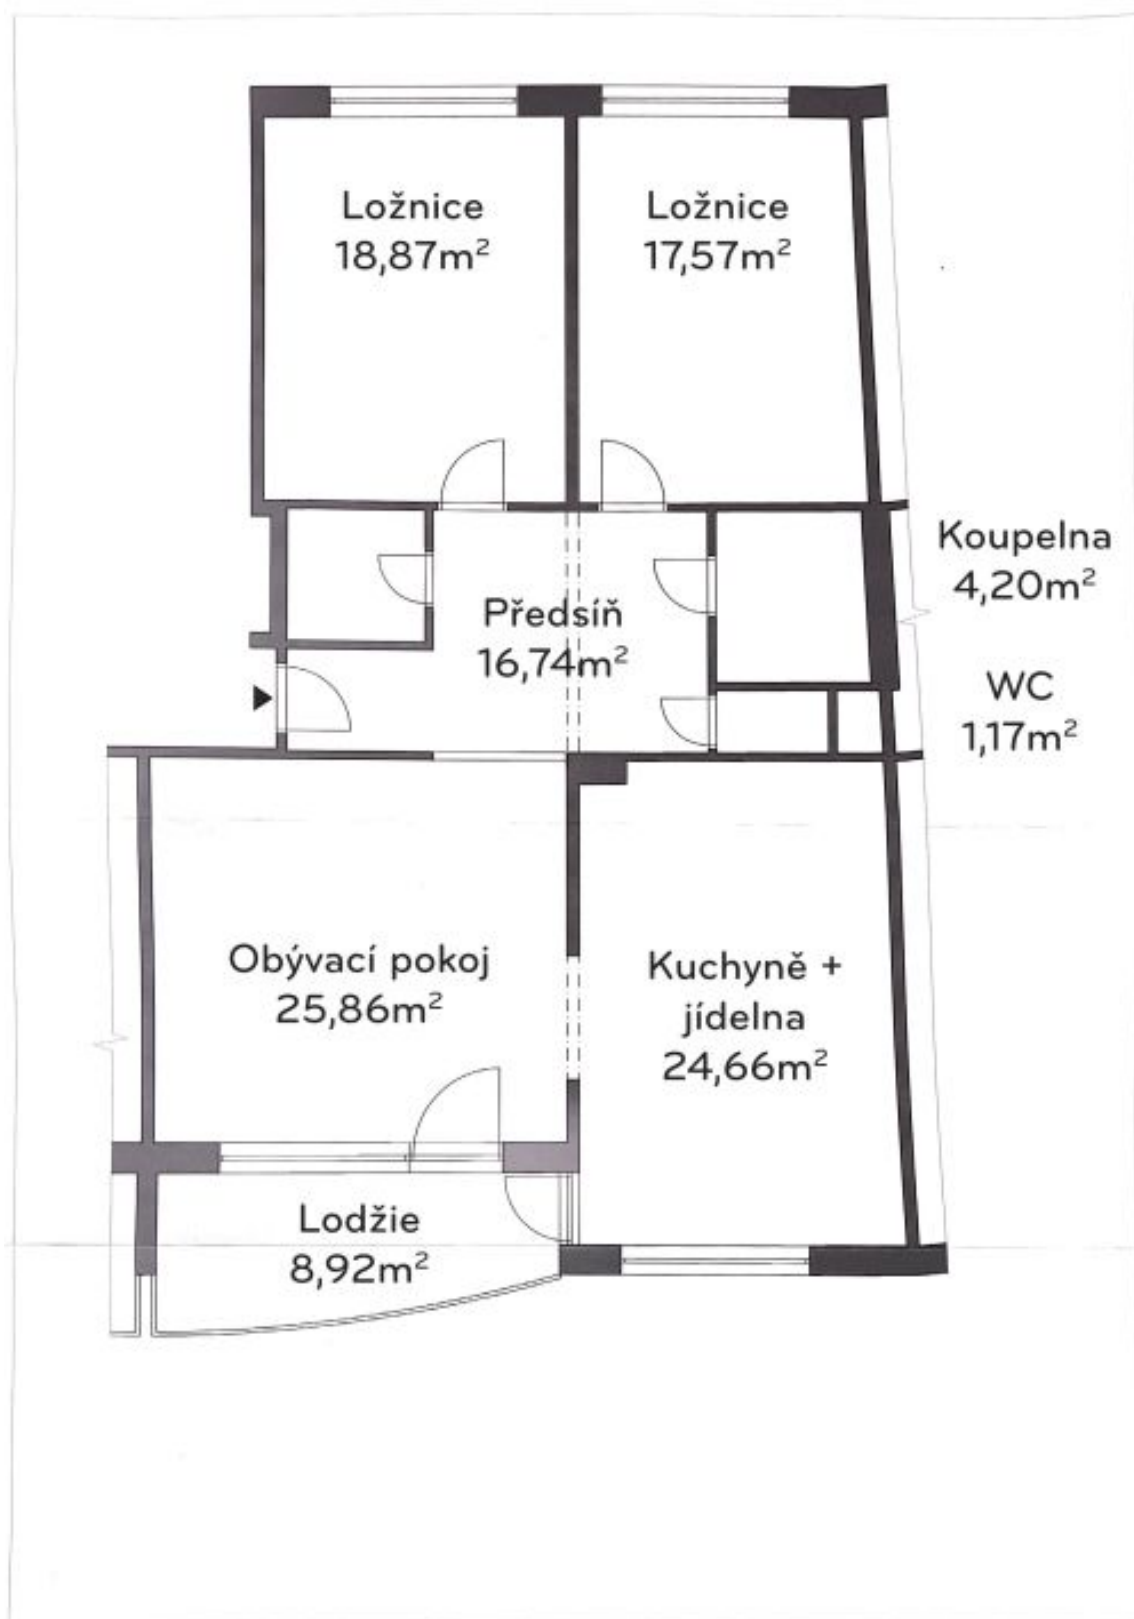 Ložnice
18,87m²
Ložnice
17,57m²
Koupelna
4,20m²
Předsíň
16,74m²
WC
1,17m²
Obývací pokoj
25,86m²
Kuchyně +
jídelna
24,66m²
Lodžie
8,92m²